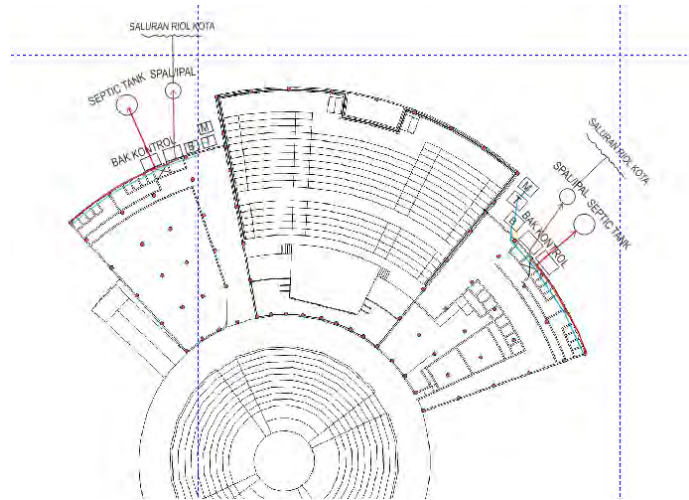 SALURAN RIOL KOTA
SEPTIC TANK
SPAL/IPAL
BAK KONTROL
B
M
SALURAN RIOL KOTA
SPAL/IPAL
SEPTIC TANK
M
T
B
BAK KONTROL